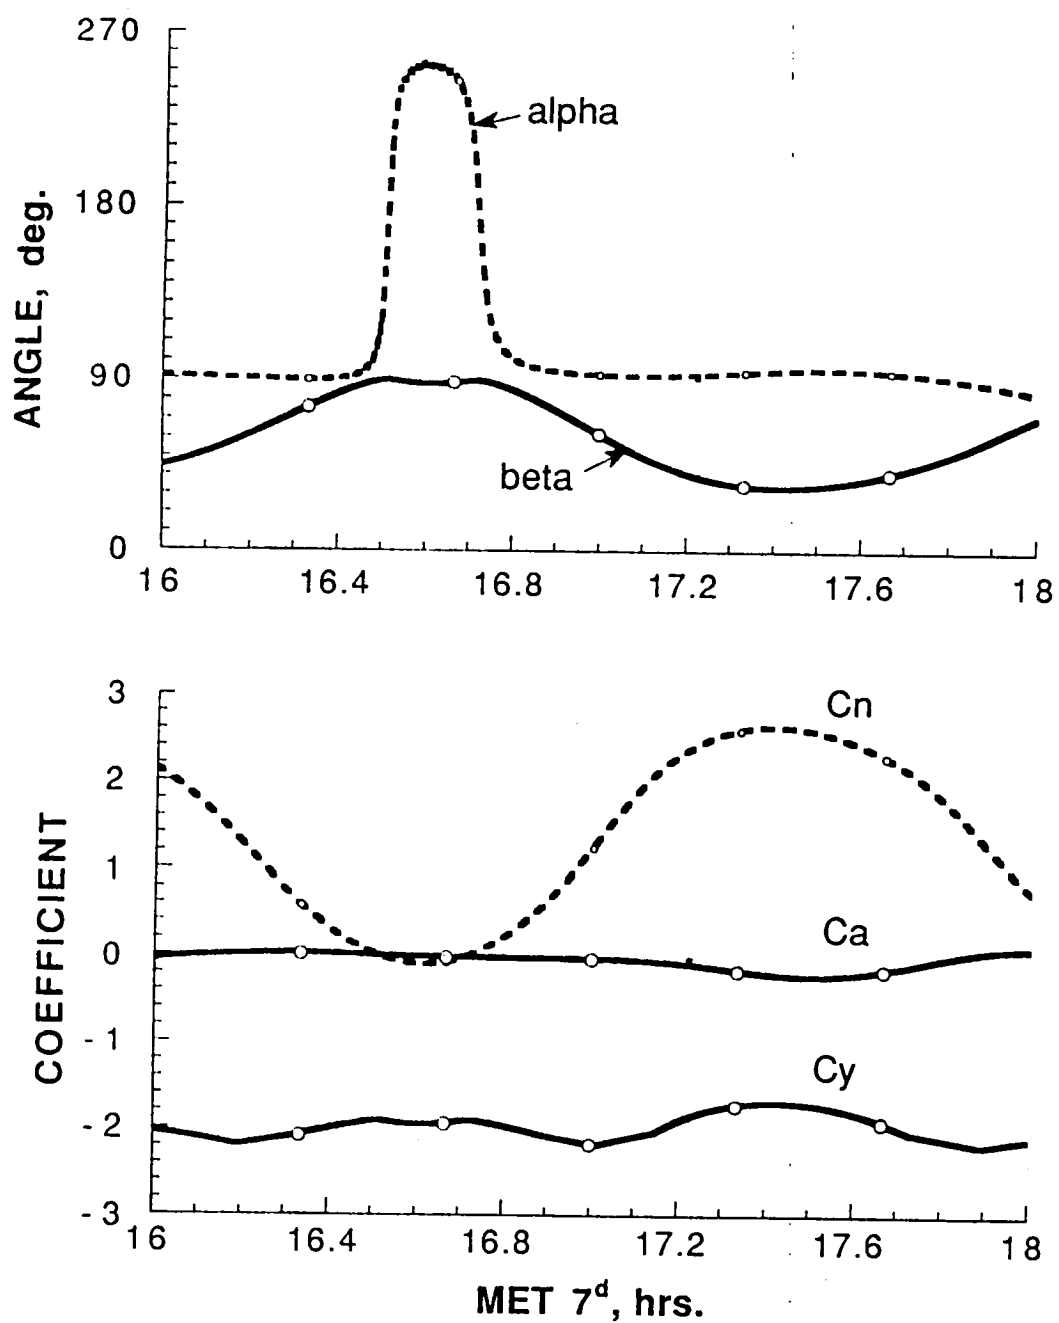 270
180
90
0
ANGLE, deg.
alpha
beta
16 16.4 16.8 17.2 17.6 18
3
2
1
0
-1
-2
-3
COEFFICIENT
Cn
Ca
Cy
16 16.4 16.8 17.2 17.6 18
MET 7ᵈ, hrs.